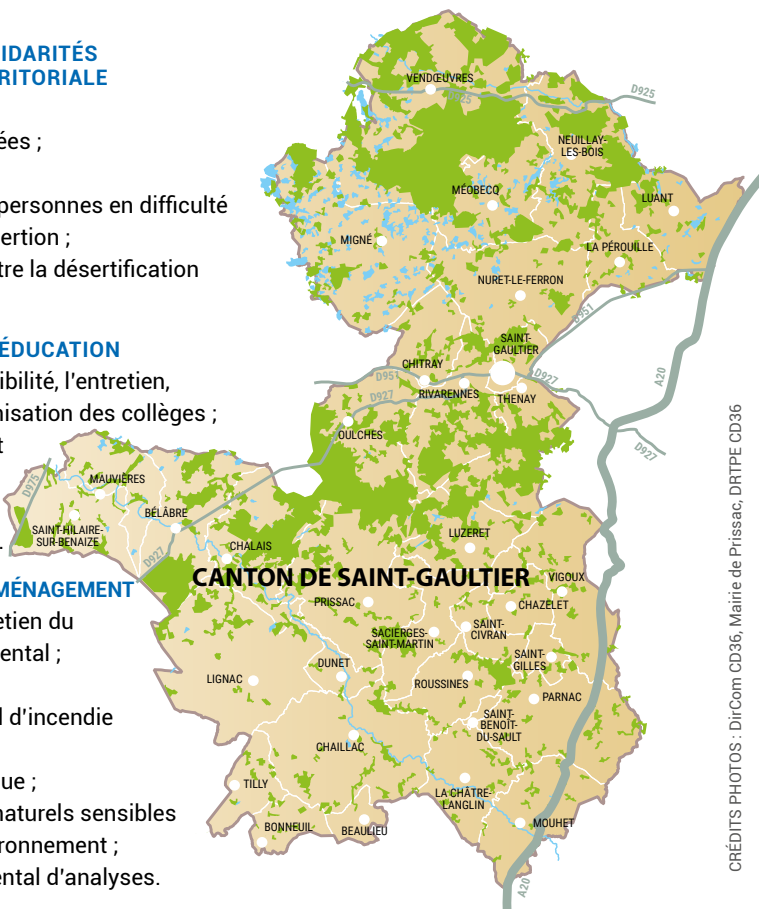 IDARITÉS
RITORIALE
ées ;
personnes en difficulté
ertion ;
tre la désertification
ÉDUCATION
ibilité, l'entretien,
nisation des collèges ;
t
.
MÉNAGEMENT
etien du
ental ;
l d'incendie
ue ;
naturels sensibles
ronnement ;
ental d'analyses.
VENDŒUVRES
D925
D925
NEUILLAY-
LES-BOIS
MÉOBECQ
LUANT
MIGNÉ
LA PÉROUILLE
NURET-LE-FERRON
D951
SAINT-
GAULTIER
CHITRAY
D951
D927
RIVARENNES
THENAY
D927
A20
D927
OULCHES
D975
MAUVIÈRES
BÉLÂBRE
SAINT-HILAIRE-
SUR-BENAIZE
D927
CHALAIS
LUZERET
CANTON DE SAINT-GAULTIER
VIGOUX
PRISSAC
CHAZELET
SACIERGES-
SAINT-MARTIN
SAINT-
CIVRAN
SAINT-
GILLES
DUNET
LIGNAC
ROUSSINES
PARNAC
SAINT-
BENOÎT-
DU-SAULT
CHAILLAC
TILLY
LA CHÂTRE-
LANGLIN
BONNEUIL
BEAULIEU
MOUHET
A20
CRÉDITS PHOTOS : DirCom CD36, Mairie de Prissac, DRTPE CD36